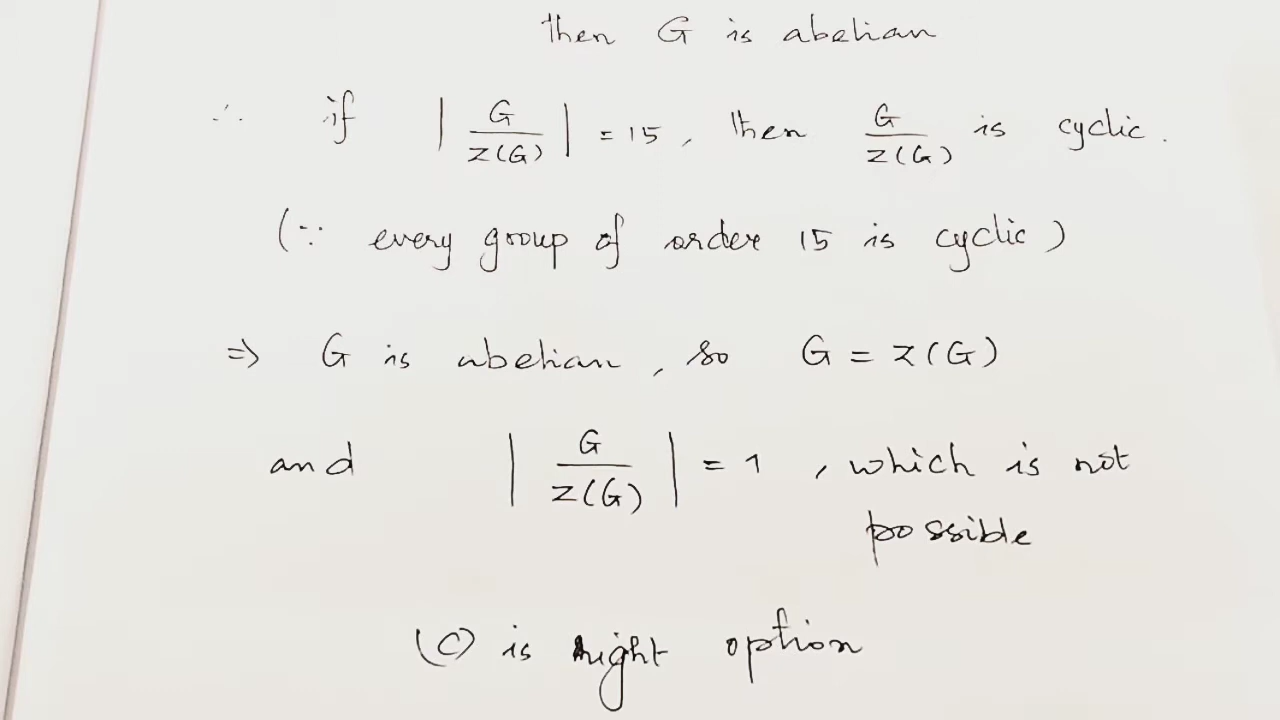 then G is abelian
∴ if | G/Z(G) | = 15, then G/Z(G) is cyclic.
(∵ every group of order 15 is cyclic)
⇒ G is abelian, so G = Z(G)
and | G/Z(G) | = 1, which is not
possible
(C) is right option